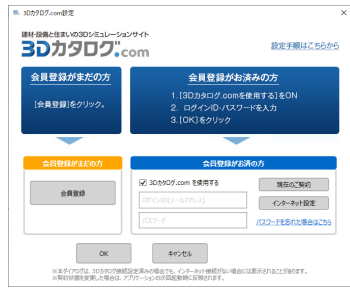 3Dカタログ.com設定
建材・設備と住まいの3Dシミュレーションサイト
3Dカタログ.com
設定手順はこちらから
会員登録がまだの方
[会員登録]をクリック。
会員登録がお済みの方
1.[3Dカタログ.comを使用する]をON
2. ログインID・パスワードを入力
3.[OK]をクリック
会員登録がまだの方
会員登録
会員登録がお済の方
3Dカタログ.com を使用する
ログインID(メールアドレス)
パスワード
現在のご契約
インターネット設定
パスワードを忘れた場合はこちら
OK
キャンセル
※本ダイアログは、3Dカタログ接続設定済みの場合でも、インターネット接続がない場合には表示されることがあります。
※契約状態を変更した場合は、アプリケーションの次回起動時に反映されます。